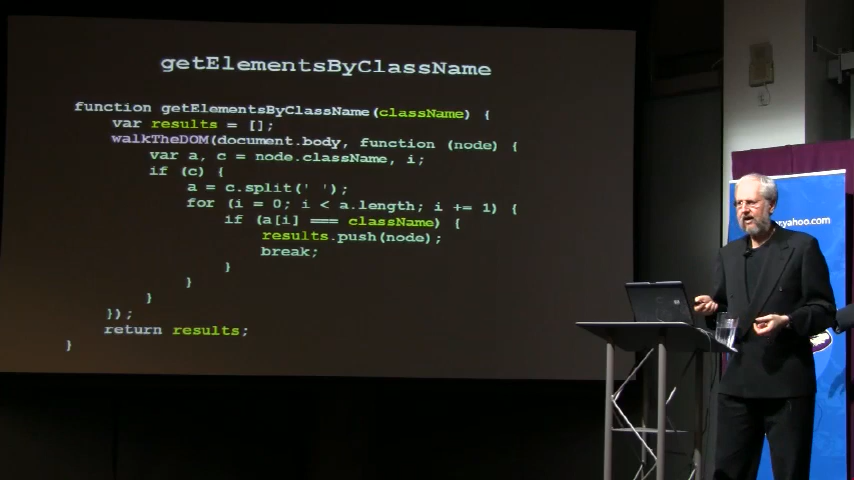 getElementsByClassName
function getElementsByClassName(className) {
    var results = [];
    walkTheDOM(document.body, function (node) {
        var a, c = node.className, i;
        if (c) {
            a = c.split(' ');
            for (i = 0; i < a.length; i += 1) {
                if (a[i] === className) {
                    results.push(node);
                    break;
                }
            }
        }
    });
    return results;
}
yahoo.com